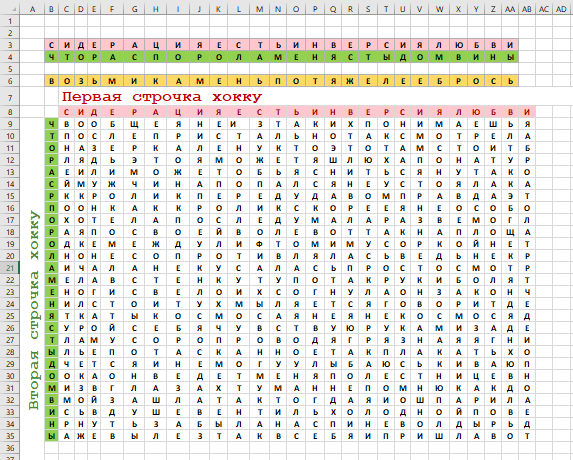 A B C D E F G H I J K L M N O P Q R S T U V W X Y Z AA AB AC AD
1
2
3 С И Д Е Р А Ц И Я Е С Т Ь И Н В Е Р С И Я Л Ю Б В И
4 Ч Т О Р А С П О Р О Л А М Е Н Я С Т Ы Д О М В И Н Ы
5
6 В О З Ь М И К А М Е Н Ь П О Т Я Ж Е Л Е Е Б Р О С Ь
7 Первая строчка хокку
8 С И Д Е Р А Ц И Я Е С Т Ь И Н В Е Р С И Я Л Ю Б В И
Вторая строчка хокку
9 Ч В О О Б Щ Е Я Н Е И З Т А К И Х П О Н И М А Е Ш Ь Я
10 Т П О С Л Е П Р И С Т А Л Ь Н О Т А К С М О Т Р Е Л А
11 О Н А З Е Р К А Л Е Н У К Т О Э Т О Т А М С Т О И Т Б
12 Р Л Я Д Ь Э Т О Я М О Ж Е Т Я Ш Л Ю Х А П О Н А Т У Р
13 А Е И Л И М О Ж Е Т О Б Ь Я С Н И Т Ь С Я Н У Т А К О
14 С Й М У Ж Ч И Н А П О П А Л С Я Н Е У С Т О Я Л А К А
15 Р К К Р О Л И К П Е Р Е Д У Д А В О М П Р А В Д А Э Т
16 П О Н К А К К Р О Л И К С К О Р Е Е Я Н Е О С О Б О
17 О Х О Т Е Л А П О С Л Е Д У М А Л А Р А З В Е М О Г Л
18 Р А Я П О С В О Е Й В О Л Е В О Т Т А К Н А П Л О Щ А
19 О Д К Е М Е Ж Д У Л И Ф Т О М И М У С О Р К О Й Н Е Т
20 Л Н О Н Е С О П Р О Т И В Л Я Л А С Ь В Е Д Ь Н Е К Р
21 А И Ч А Л А Н Е К У С А Л А С Ь П Р О С Т О С М О Т Р
22 М Е Л А В С Т Е Н К У Т У П О Т А К Р У К И Б О Л Я Т
23 Е Н О Г И С В Е Л О И Х С О Г Н У Л А О Н З А К О Н Ч
24 Н И Л С Т О И Т У Х М Ы Л Я Е Т С Я Г О В О Р И Т Д Е
25 Я Т К А Т Ы К О С М О С А Я Н Е Я Н Е К О С М О С Я Д
26 С У Р О Й С Е Б Я Ч У В С Т В У Ю Р У К А М И З А Д Е
27 Т Л А М У С О Р О П Р О В О Д Я Г Р Я З Н А Я Я Г Н И
28 Ы Л Ь Е П О Т А С К А Н Н О Е Т А К П Л А К А Т Ь Х О
29 Д Ч Е Т С Я И Н Е М О Г У У Л Ы Б А Ю С Ь К И В А Ю П
30 О О К А О Н В Е Д Е Т М Е Н Я П О Л Е С Т Н И Ц Е В Н
31 М И З В Г Л А З А Х Т У М А Н Н Е П О М Н Ю К А К Д О
32 В М О Й З А Ш Л А Т А К Т О Г Д А Я И О Ш П А Р И Л А
33 И С Ь В Д У Ш Е В Е Н Т И Л Ь Х О Л О Д Н О Й П О В Е
34 Н Р Н У Т Ь З А Б Ы Л А Н А С П И Н Е В О Л Д Ы Р Ь Д
35 Ы А Ж Е В Ы Л Е З Т А К В С Е Б Я И П Р И Ш Л А В О Т
36